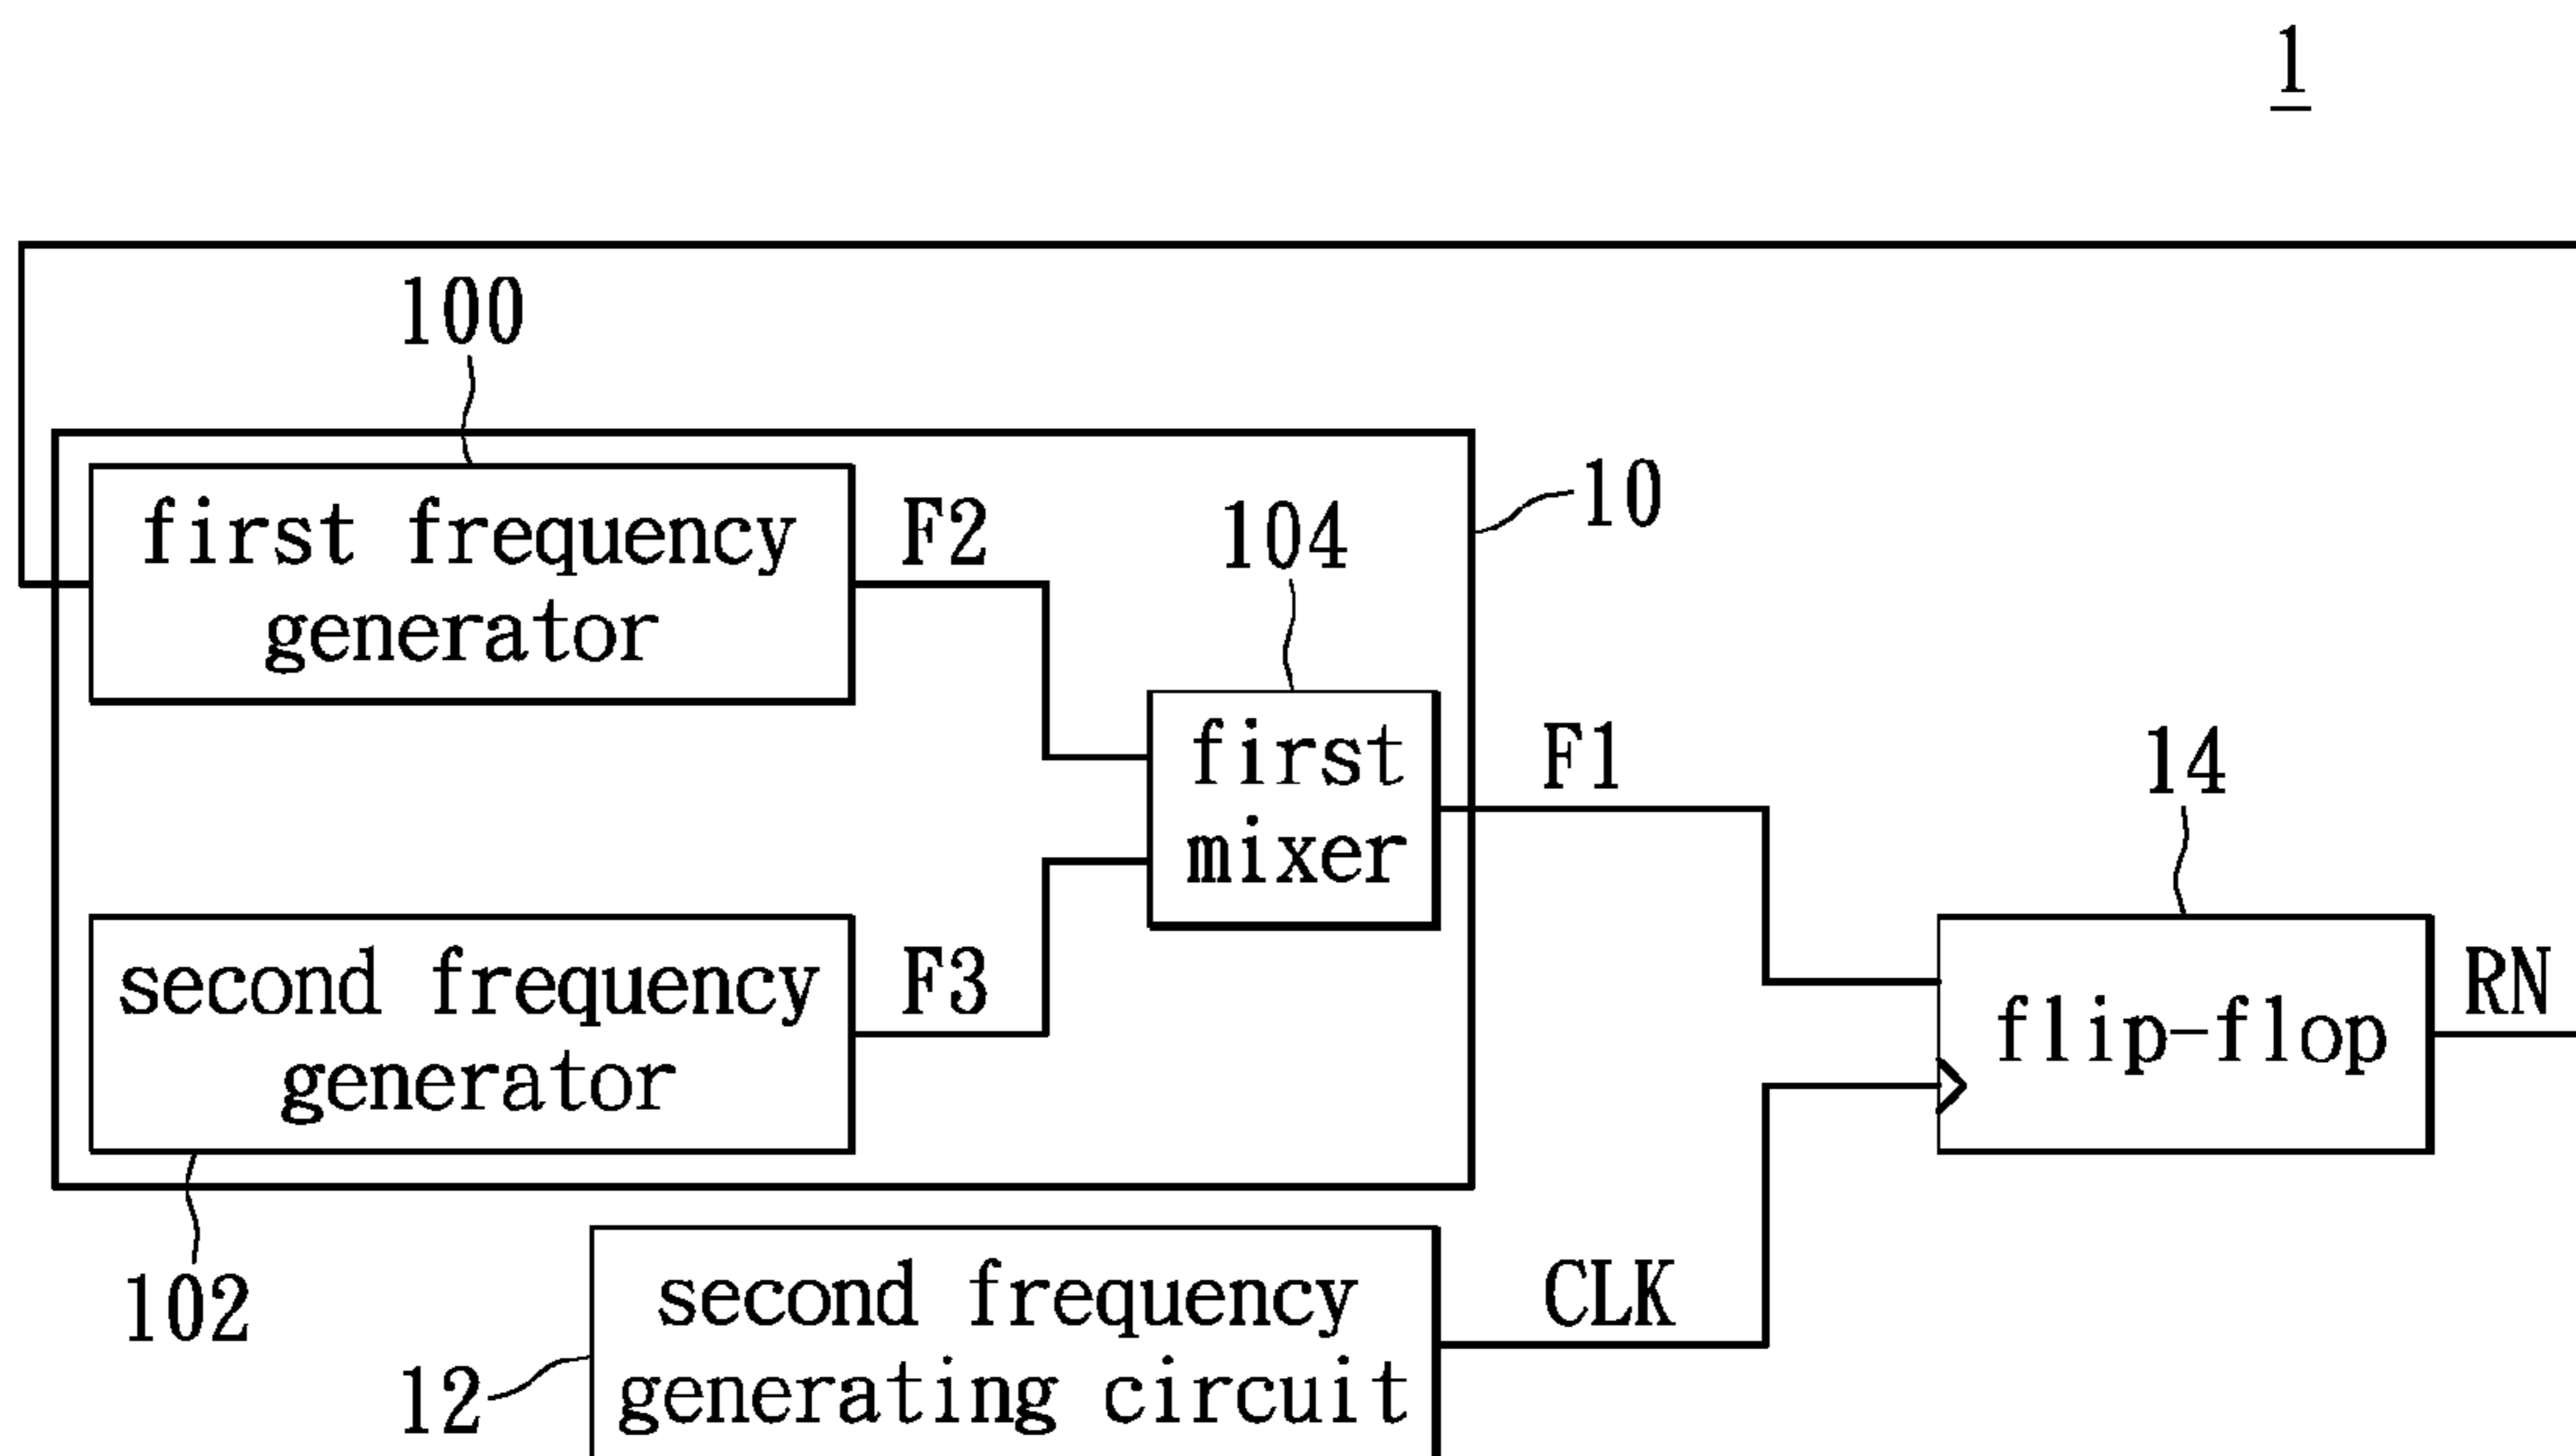 1
100
first frequency
generator
F2
104
10
first
mixer
F1
14
second frequency
generator
F3
flip-flop
RN
102
second frequency
generating circuit
CLK
12